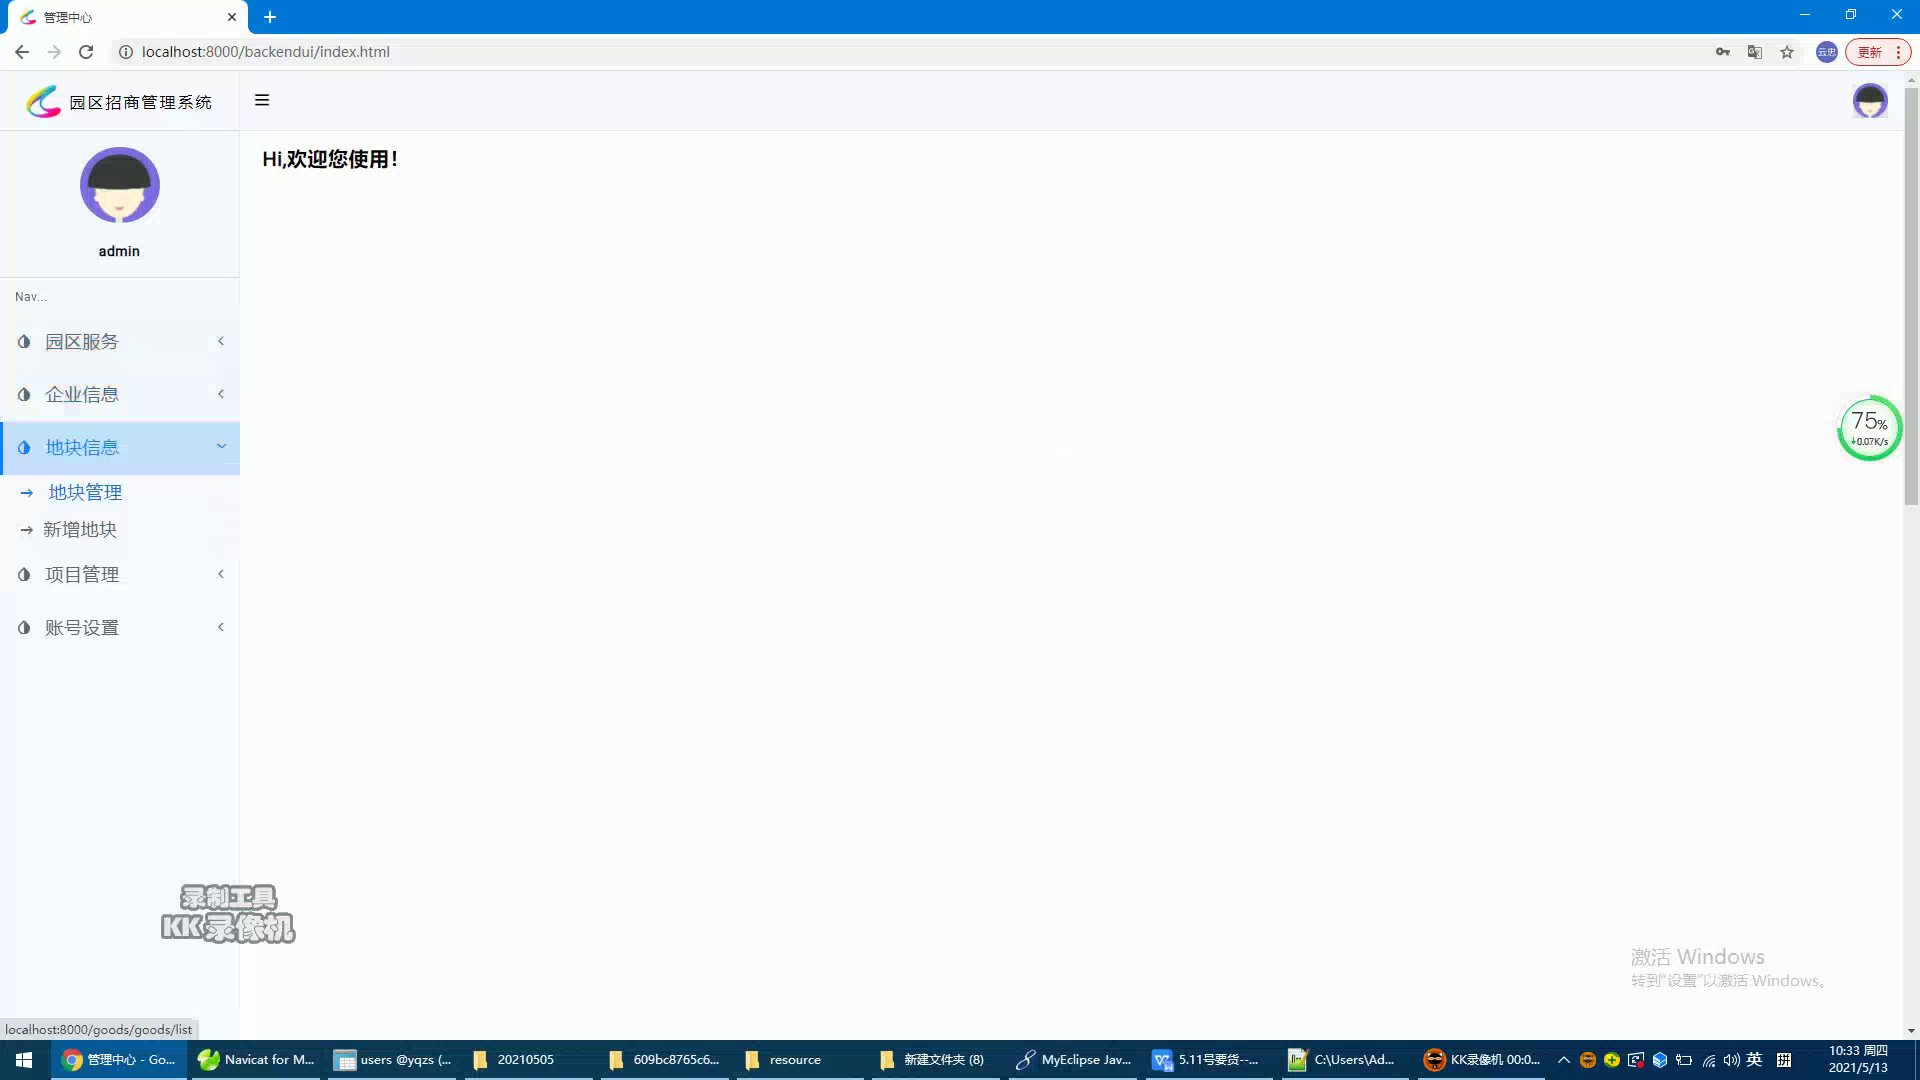 管理中心
localhost:8000/backendui/index.html
云忠
更新
园区招商管理系统
Hi,欢迎您使用!
admin
Nav...
园区服务
企业信息
地块信息
地块管理
新增地块
项目管理
账号设置
75%
↓0.07K/s
录制工具
KK录像机
激活 Windows
转到"设置"以激活 Windows。
localhost:8000/goods/goods/list
管理中心 - Go...
Navicat for M...
users @yqzs (...
20210505
609bc8765c6...
resource
新建文件夹 (8)
MyEclipse Jav...
5.11号要货--...
C:\Users\Ad...
KK录像机 00:0...
英
拼
10:33 周四
2021/5/13